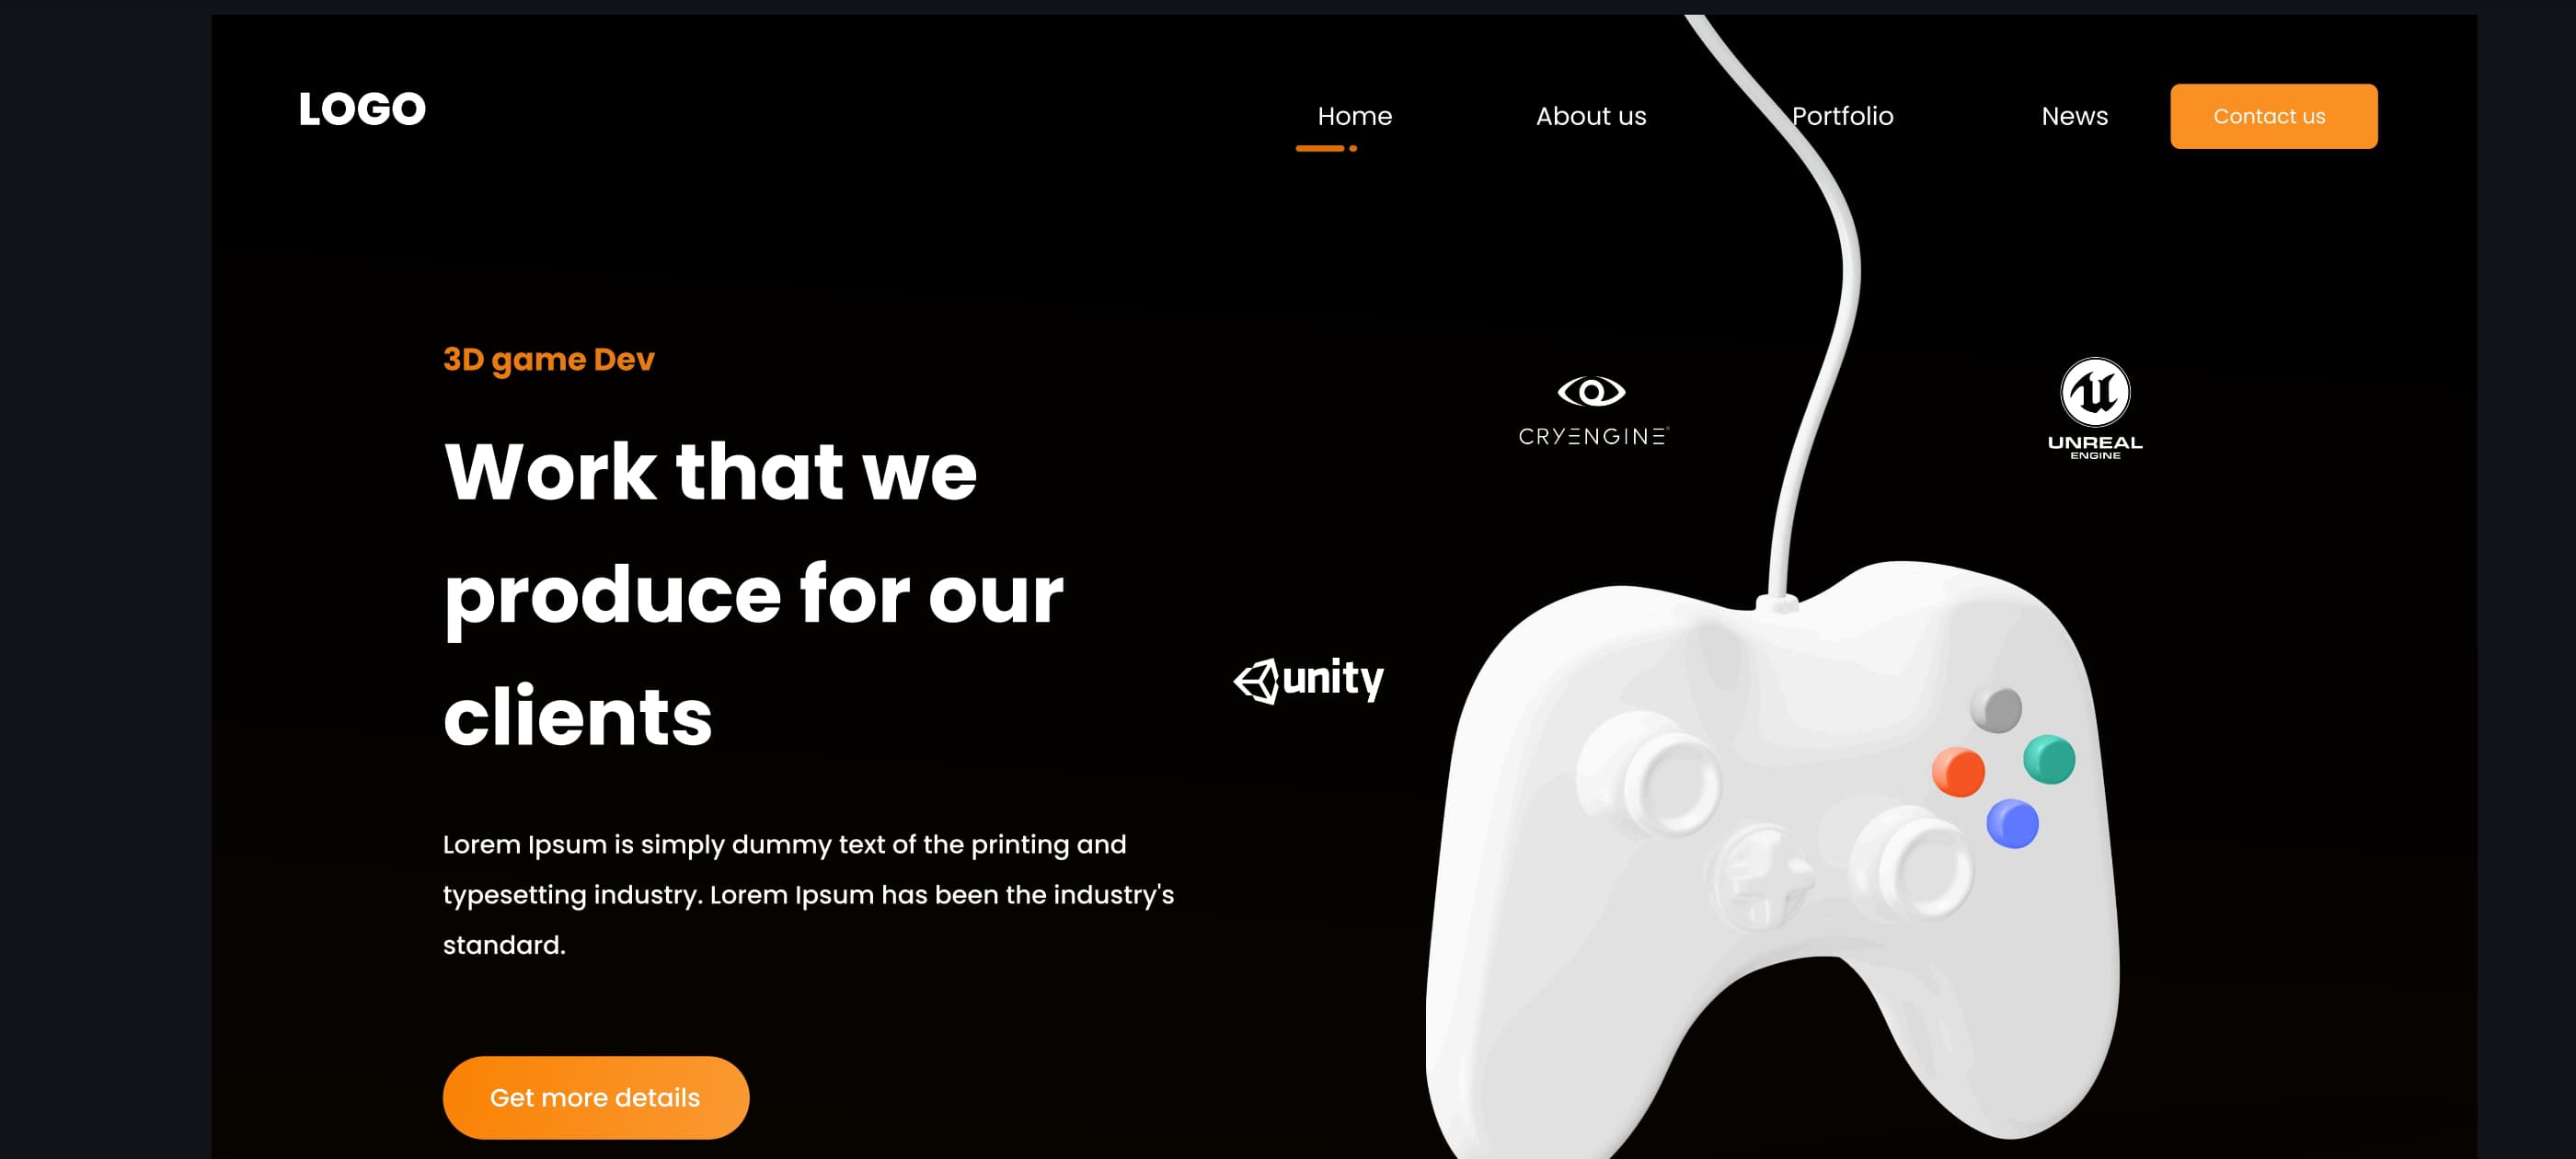 LOGO
Home
About us
Portfolio
News
Contact us
3D game Dev
Work that we
produce for our
clients
CRYENGINE®
UNREAL
ENGINE
unity
Lorem Ipsum is simply dummy text of the printing and
typesetting industry. Lorem Ipsum has been the industry's
standard.
Get more details